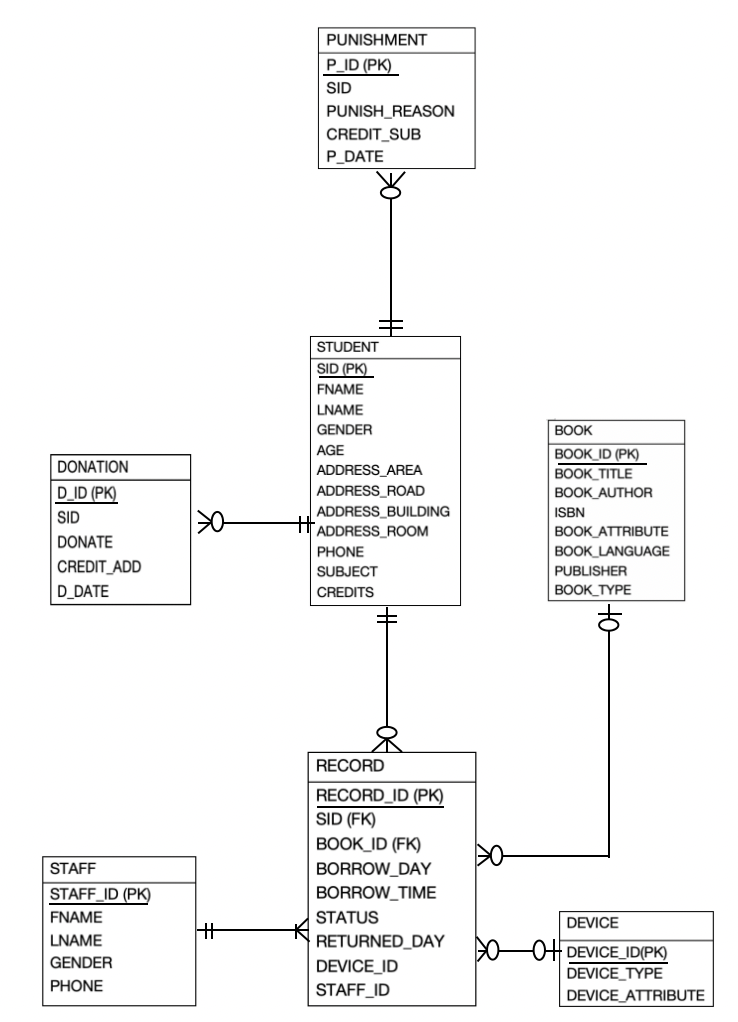 PUNISHMENT
P_ID (PK)
SID
PUNISH_REASON
CREDIT_SUB
P_DATE
STUDENT
SID (PK)
FNAME
LNAME
GENDER
AGE
ADDRESS_AREA
ADDRESS_ROAD
ADDRESS_BUILDING
ADDRESS_ROOM
PHONE
SUBJECT
CREDITS
DONATION
D_ID (PK)
SID
DONATE
CREDIT_ADD
D_DATE
BOOK
BOOK_ID (PK)
BOOK_TITLE
BOOK_AUTHOR
ISBN
BOOK_ATTRIBUTE
BOOK_LANGUAGE
PUBLISHER
BOOK_TYPE
RECORD
RECORD_ID (PK)
SID (FK)
BOOK_ID (FK)
BORROW_DAY
BORROW_TIME
STATUS
RETURNED_DAY
DEVICE_ID
STAFF_ID
STAFF
STAFF_ID (PK)
FNAME
LNAME
GENDER
PHONE
DEVICE
DEVICE_ID(PK)
DEVICE_TYPE
DEVICE_ATTRIBUTE